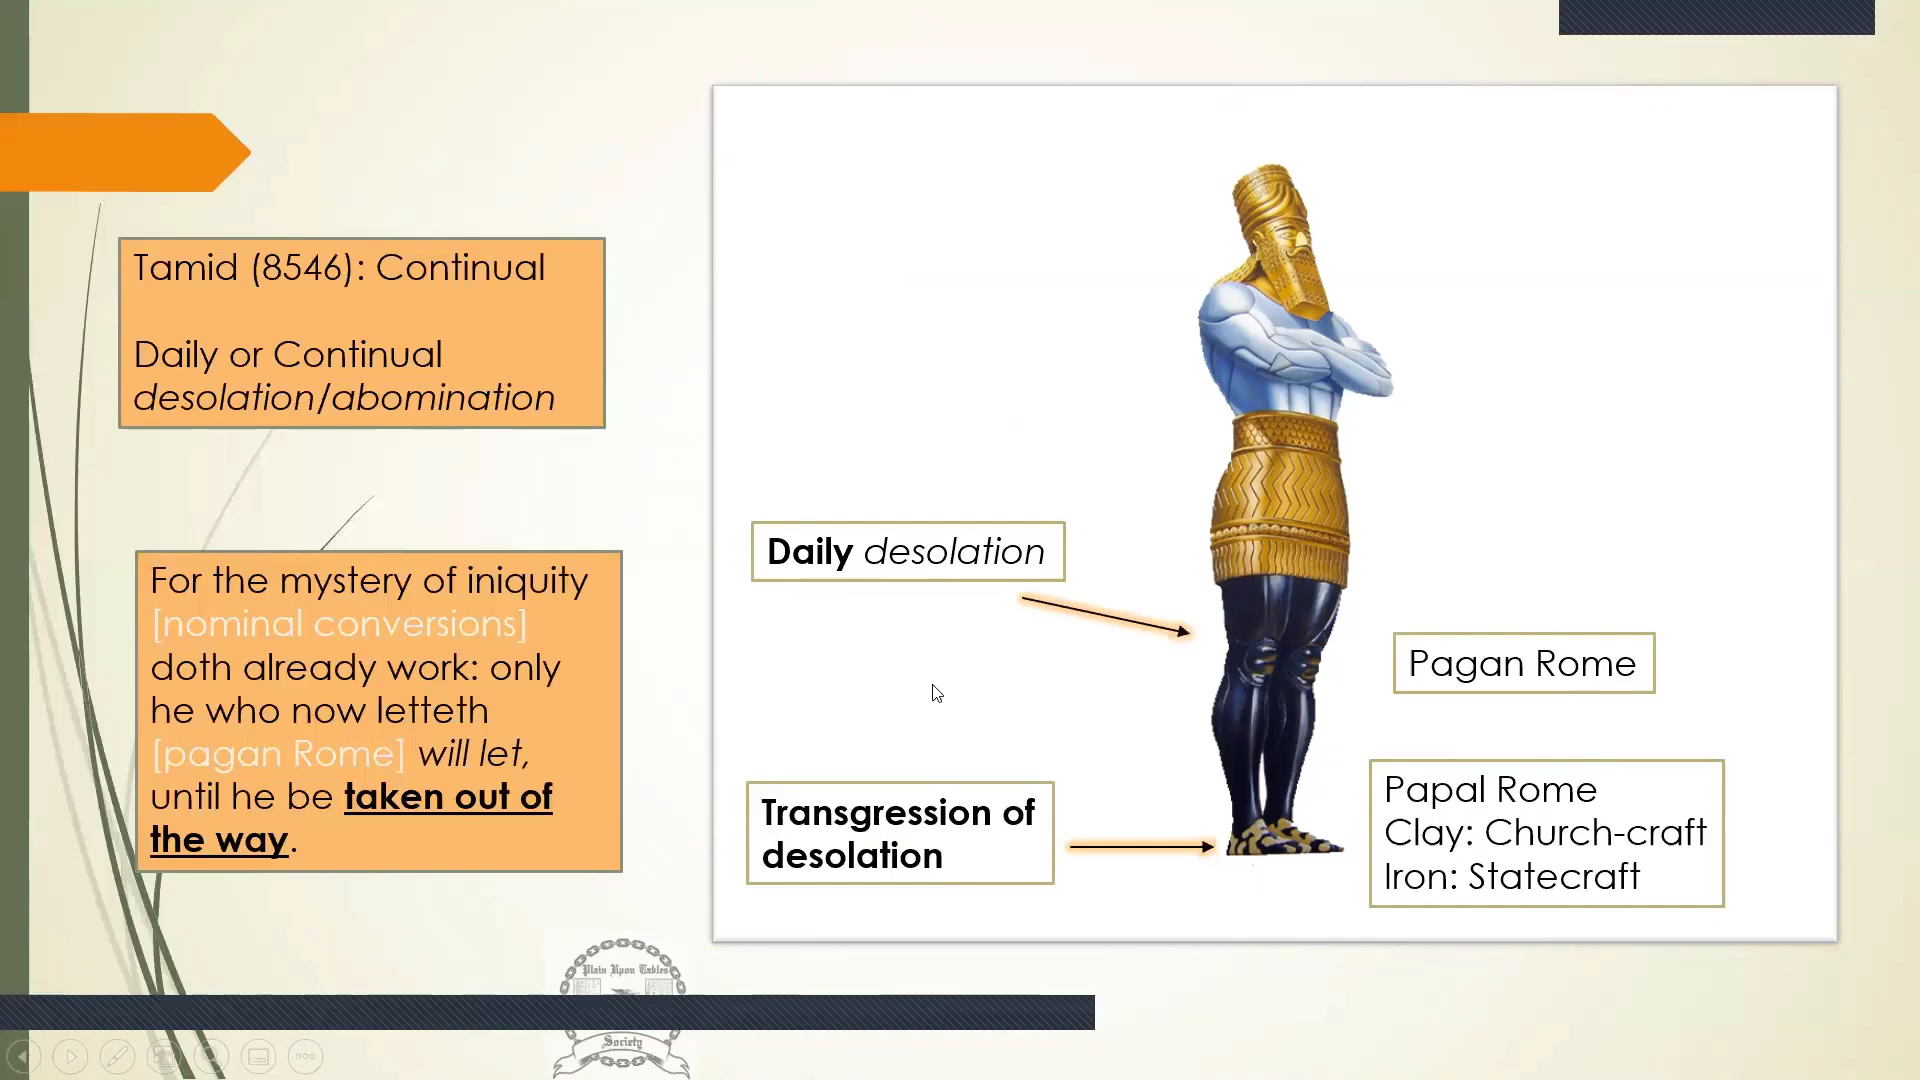 Tamid (8546): Continual
Daily or Continual
desolation/abomination
For the mystery of iniquity
[nominal conversions]
doth already work: only
he who now letteth
[pagan Rome] will let,
until he be taken out of
the way.
Daily desolation
Transgression of
desolation
Pagan Rome
Papal Rome
Clay: Church-craft
Iron: Statecraft
Plain Upon Tables
Society